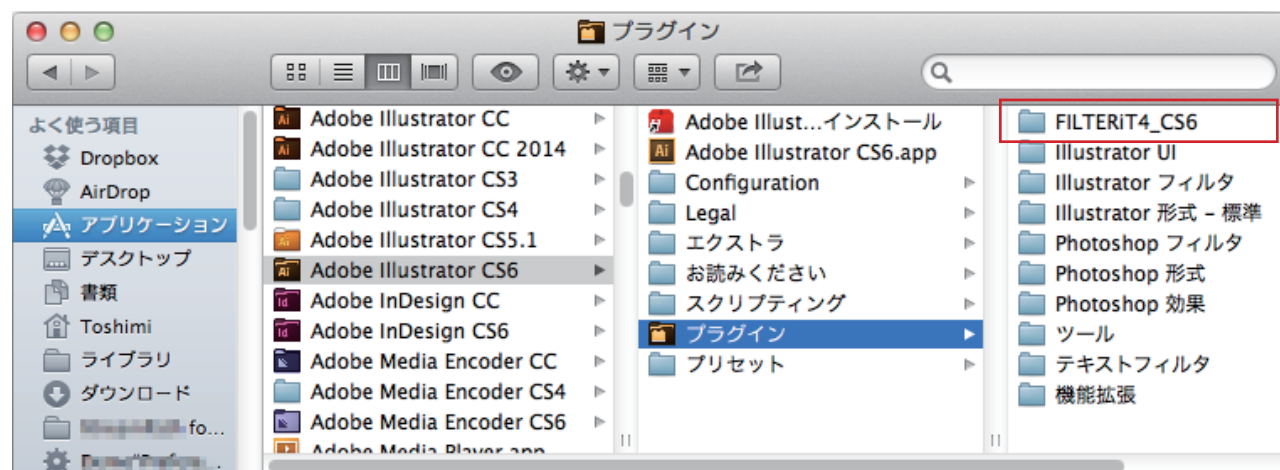 プラグイン
よく使う項目
Dropbox
AirDrop
アプリケーション
デスクトップ
書類
Toshimi
ライブラリ
ダウンロード
fo...
Adobe Illustrator CC
Adobe Illustrator CC 2014
Adobe Illustrator CS3
Adobe Illustrator CS4
Adobe Illustrator CS5.1
Adobe Illustrator CS6
Adobe InDesign CC
Adobe InDesign CS6
Adobe Media Encoder CC
Adobe Media Encoder CS4
Adobe Media Encoder CS6
Adobe Media Player.app
Adobe Illust...インストール
Adobe Illustrator CS6.app
Configuration
Legal
エクストラ
お読みください
スクリプティング
プラグイン
プリセット
FILTERiT4_CS6
Illustrator UI
Illustrator フィルタ
Illustrator 形式 – 標準
Photoshop フィルタ
Photoshop 形式
Photoshop 効果
ツール
テキストフィルタ
機能拡張